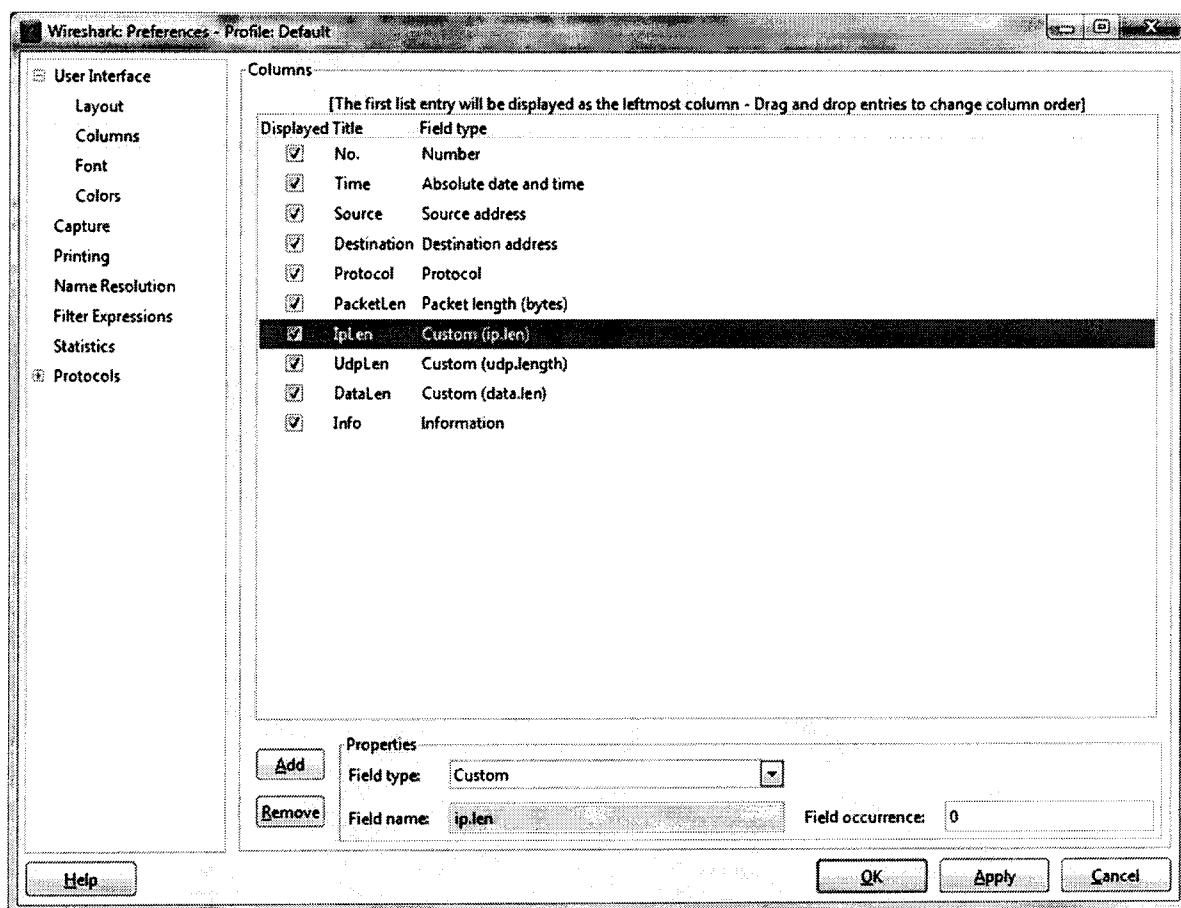 Wireshark: Preferences - Profile: Default
User Interface
Layout
Columns
Font
Colors
Capture
Printing
Name Resolution
Filter Expressions
Statistics
Protocols
Columns
[The first list entry will be displayed as the leftmost column - Drag and drop entries to change column order]
Displayed Title Field type
No. Number
Time Absolute date and time
Source Source address
Destination Destination address
Protocol Protocol
PacketLen Packet length (bytes)
IpLen Custom (ip.len)
UdpLen Custom (udp.length)
DataLen Custom (data.len)
Info Information
Add
Remove
Properties
Field type: Custom
Field name: ip.len Field occurrence: 0
Help
OK Apply Cancel